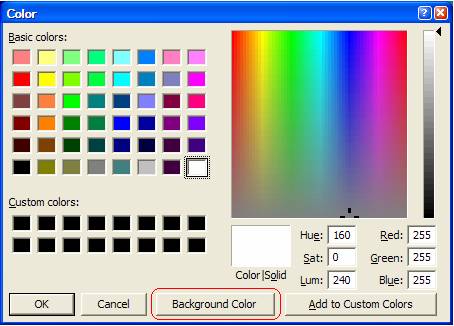 Color
Basic colors:
Custom colors:
Color|Solid
Hue: 160
Sat: 0
Lum: 240
Red: 255
Green: 255
Blue: 255
OK
Cancel
Background Color
Add to Custom Colors